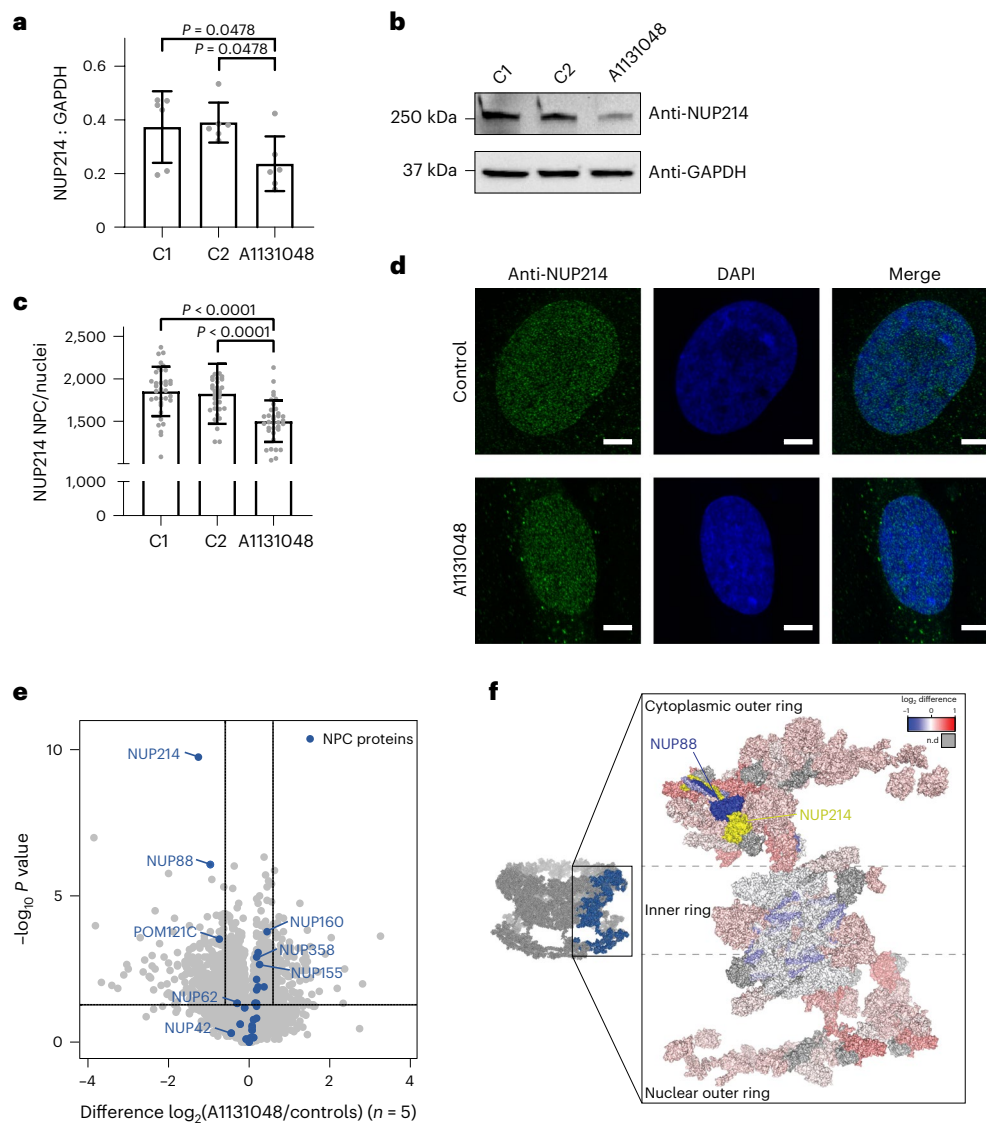 a
P = 0.0478
P = 0.0478
NUP214 : GAPDH
0.6
0.4
0.2
0
C1
C2
A1131048
b
C1
C2
A1131048
250 kDa
Anti-NUP214
37 kDa
Anti-GAPDH
c
P < 0.0001
P < 0.0001
NUP214 NPC/nuclei
2,500
2,000
1,500
1,000
0
C1
C2
A1131048
d
Anti-NUP214
DAPI
Merge
Control
A1131048
e
NPC proteins
NUP214
NUP88
POM121C
NUP160
NUP358
NUP155
NUP62
NUP42
−log10 P value
10
5
0
−4
−2
0
2
4
Difference log2(A1131048/controls) (n = 5)
f
Cytoplasmic outer ring
log2 difference
−1
0
1
n.d
NUP88
NUP214
Inner ring
Nuclear outer ring